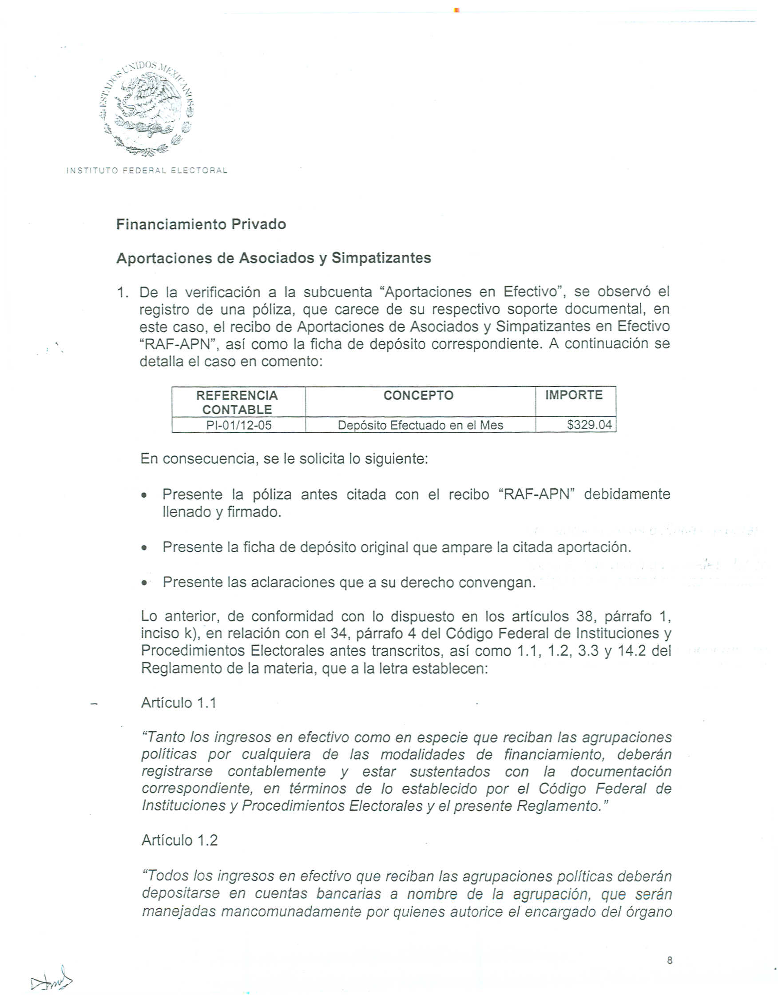 ESTADOS UNIDOS MEXICANOS
INSTITUTO FEDERAL ELECTORAL
Financiamiento Privado
Aportaciones de Asociados y Simpatizantes
1. De la verificación a la subcuenta “Aportaciones en Efectivo”, se observó el
registro de una póliza, que carece de su respectivo soporte documental, en
este caso, el recibo de Aportaciones de Asociados y Simpatizantes en Efectivo
“RAF-APN”, así como la ficha de depósito correspondiente. A continuación se
detalla el caso en comento:
REFERENCIA CONCEPTO IMPORTE
CONTABLE
PI-01/12-05 Depósito Efectuado en el Mes $329.04
En consecuencia, se le solicita lo siguiente:
• Presente la póliza antes citada con el recibo “RAF-APN” debidamente
llenado y firmado.
• Presente la ficha de depósito original que ampare la citada aportación.
• Presente las aclaraciones que a su derecho convengan.
Lo anterior, de conformidad con lo dispuesto en los artículos 38, párrafo 1,
inciso k), en relación con el 34, párrafo 4 del Código Federal de Instituciones y
Procedimientos Electorales antes transcritos, así como 1.1, 1.2, 3.3 y 14.2 del
Reglamento de la materia, que a la letra establecen:
Artículo 1.1
“Tanto los ingresos en efectivo como en especie que reciban las agrupaciones
políticas por cualquiera de las modalidades de financiamiento, deberán
registrarse contablemente y estar sustentados con la documentación
correspondiente, en términos de lo establecido por el Código Federal de
Instituciones y Procedimientos Electorales y el presente Reglamento.”
Artículo 1.2
“Todos los ingresos en efectivo que reciban las agrupaciones políticas deberán
depositarse en cuentas bancarias a nombre de la agrupación, que serán
manejadas mancomunadamente por quienes autorice el encargado del órgano
8